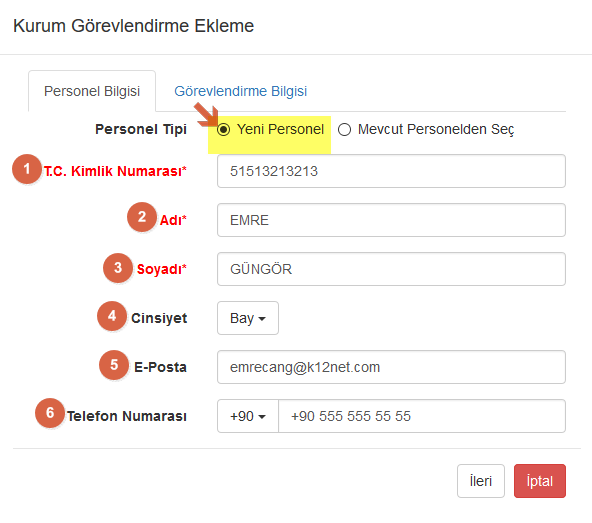 Kurum Görevlendirme Ekleme
Personel Bilgisi Görevlendirme Bilgisi
Personel Tipi Yeni Personel Mevcut Personelden Seç
1 T.C. Kimlik Numarası* 51513213213
2 Adı* EMRE
3 Soyadı* GÜNGÖR
4 Cinsiyet Bay
5 E-Posta emrecang@k12net.com
6 Telefon Numarası +90 +90 555 555 55 55
İleri İptal